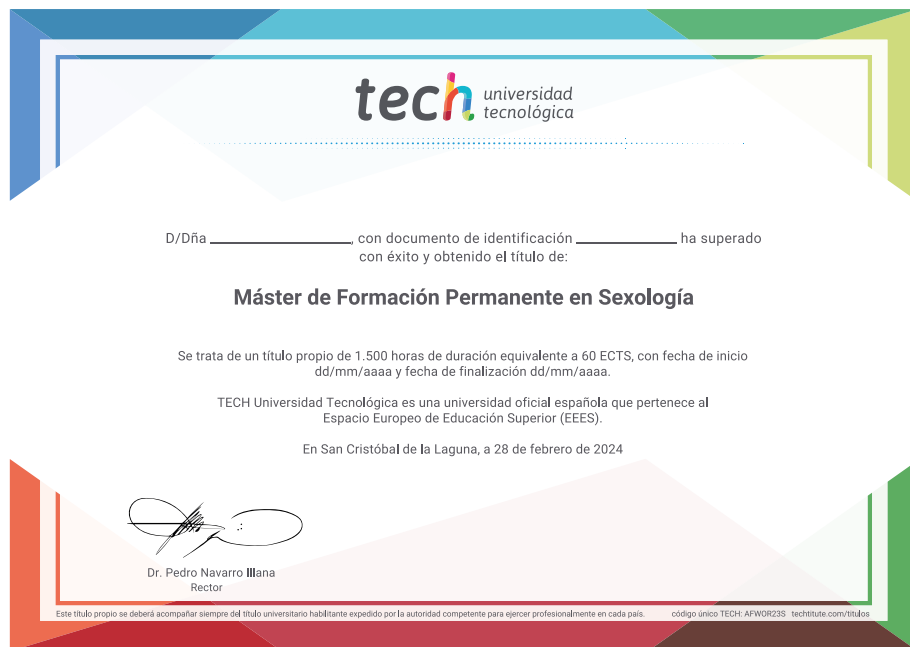 tech universidad
tecnológica
D/Dña ____________, con documento de identificación ____________ ha superado
con éxito y obtenido el título de:
Máster de Formación Permanente en Sexología
Se trata de un título propio de 1.500 horas de duración equivalente a 60 ECTS, con fecha de inicio
dd/mm/aaaa y fecha de finalización dd/mm/aaaa.
TECH Universidad Tecnológica es una universidad oficial española que pertenece al
Espacio Europeo de Educación Superior (EEES).
En San Cristóbal de la Laguna, a 28 de febrero de 2024
Dr. Pedro Navarro Illana
Rector
Este título propio se deberá acompañar siempre del título universitario habilitante expedido por la autoridad competente para ejercer profesionalmente en cada país. código único TECH: AFWOR23S techtitute.com/titulos